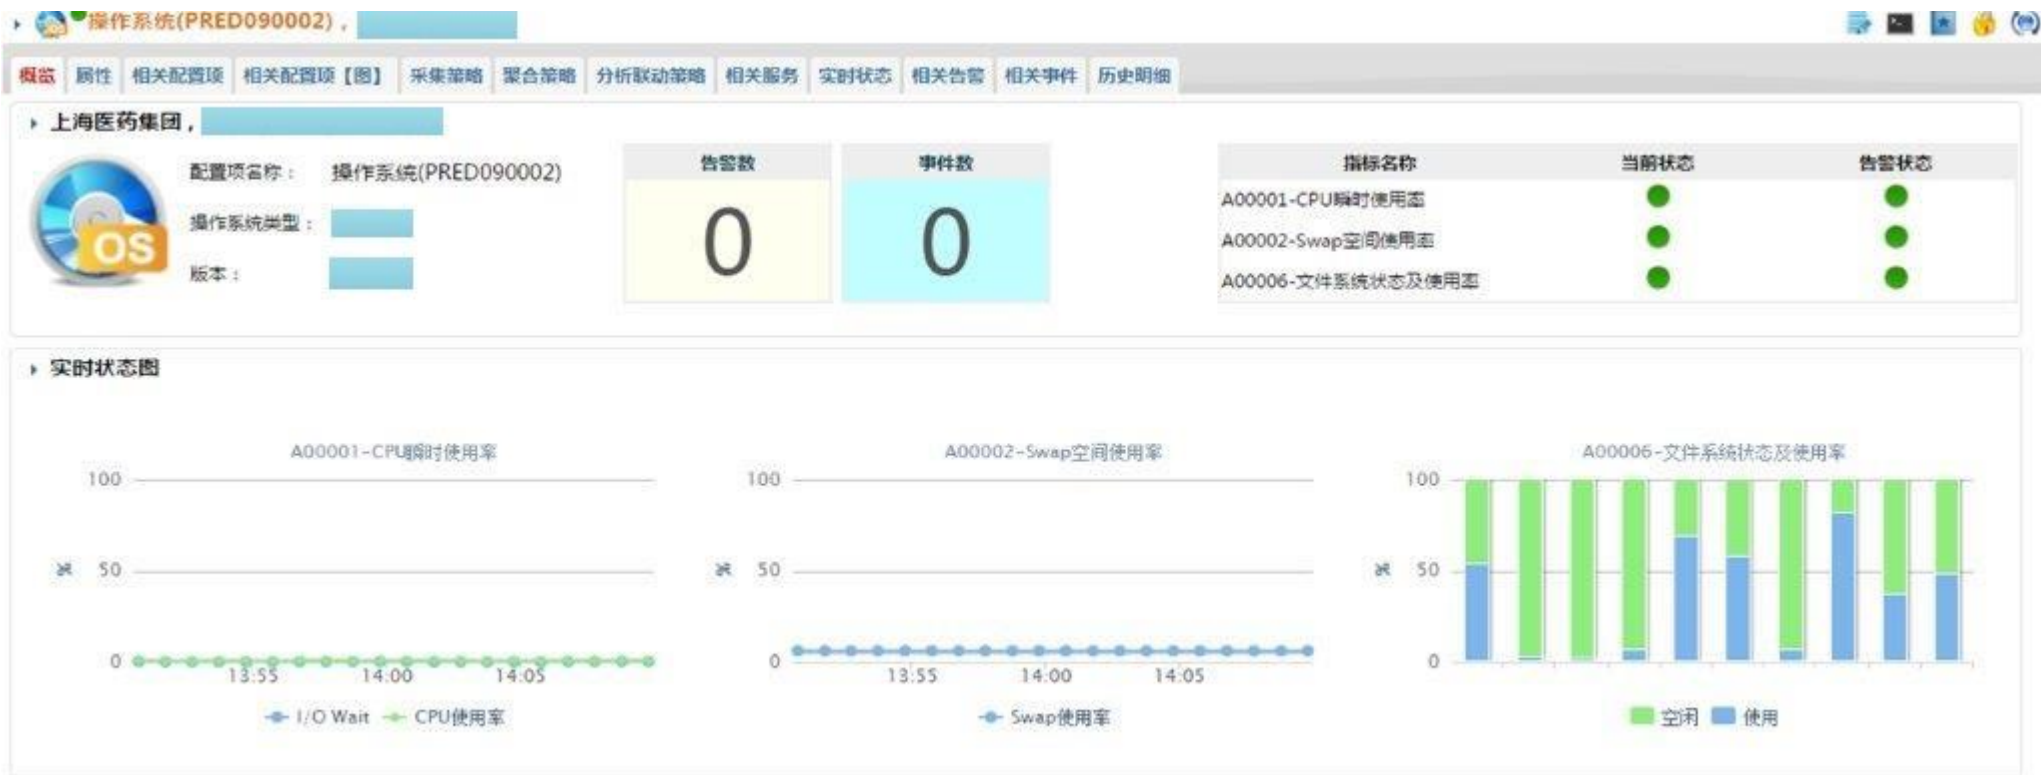 操作系统(PRED090002)，
概览 属性 相关配置项 相关配置项【图】 采集策略 聚合策略 分析联动策略 相关服务 实时状态 相关告警 相关事件 历史明细
上海医药集团，
配置项名称： 操作系统(PRED090002)
操作系统类型：
版本：
OS
告警数 事件数
0 0
指标名称 当前状态 告警状态
A00001-CPU瞬时使用率
A00002-Swap空间使用率
A00006-文件系统状态及使用率
实时状态图
A00001-CPU瞬时使用率
100
% 50
0
13:55 14:00 14:05
I/O Wait CPU使用率
A00002-Swap空间使用率
100
% 50
0
13:55 14:00 14:05
Swap使用率
A00006-文件系统状态及使用率
100
% 50
0
空闲 使用